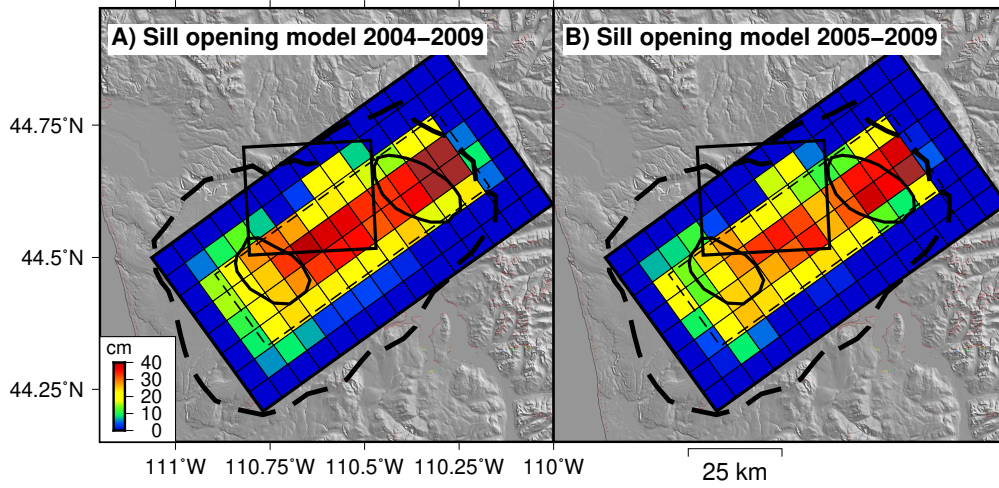 A) Sill opening model 2004−2009
B) Sill opening model 2005−2009
44.75˚N
44.5˚N
44.25˚N
cm
40
30
20
10
0
111˚W
110.75˚W
110.5˚W
110.25˚W
110˚W
25 km